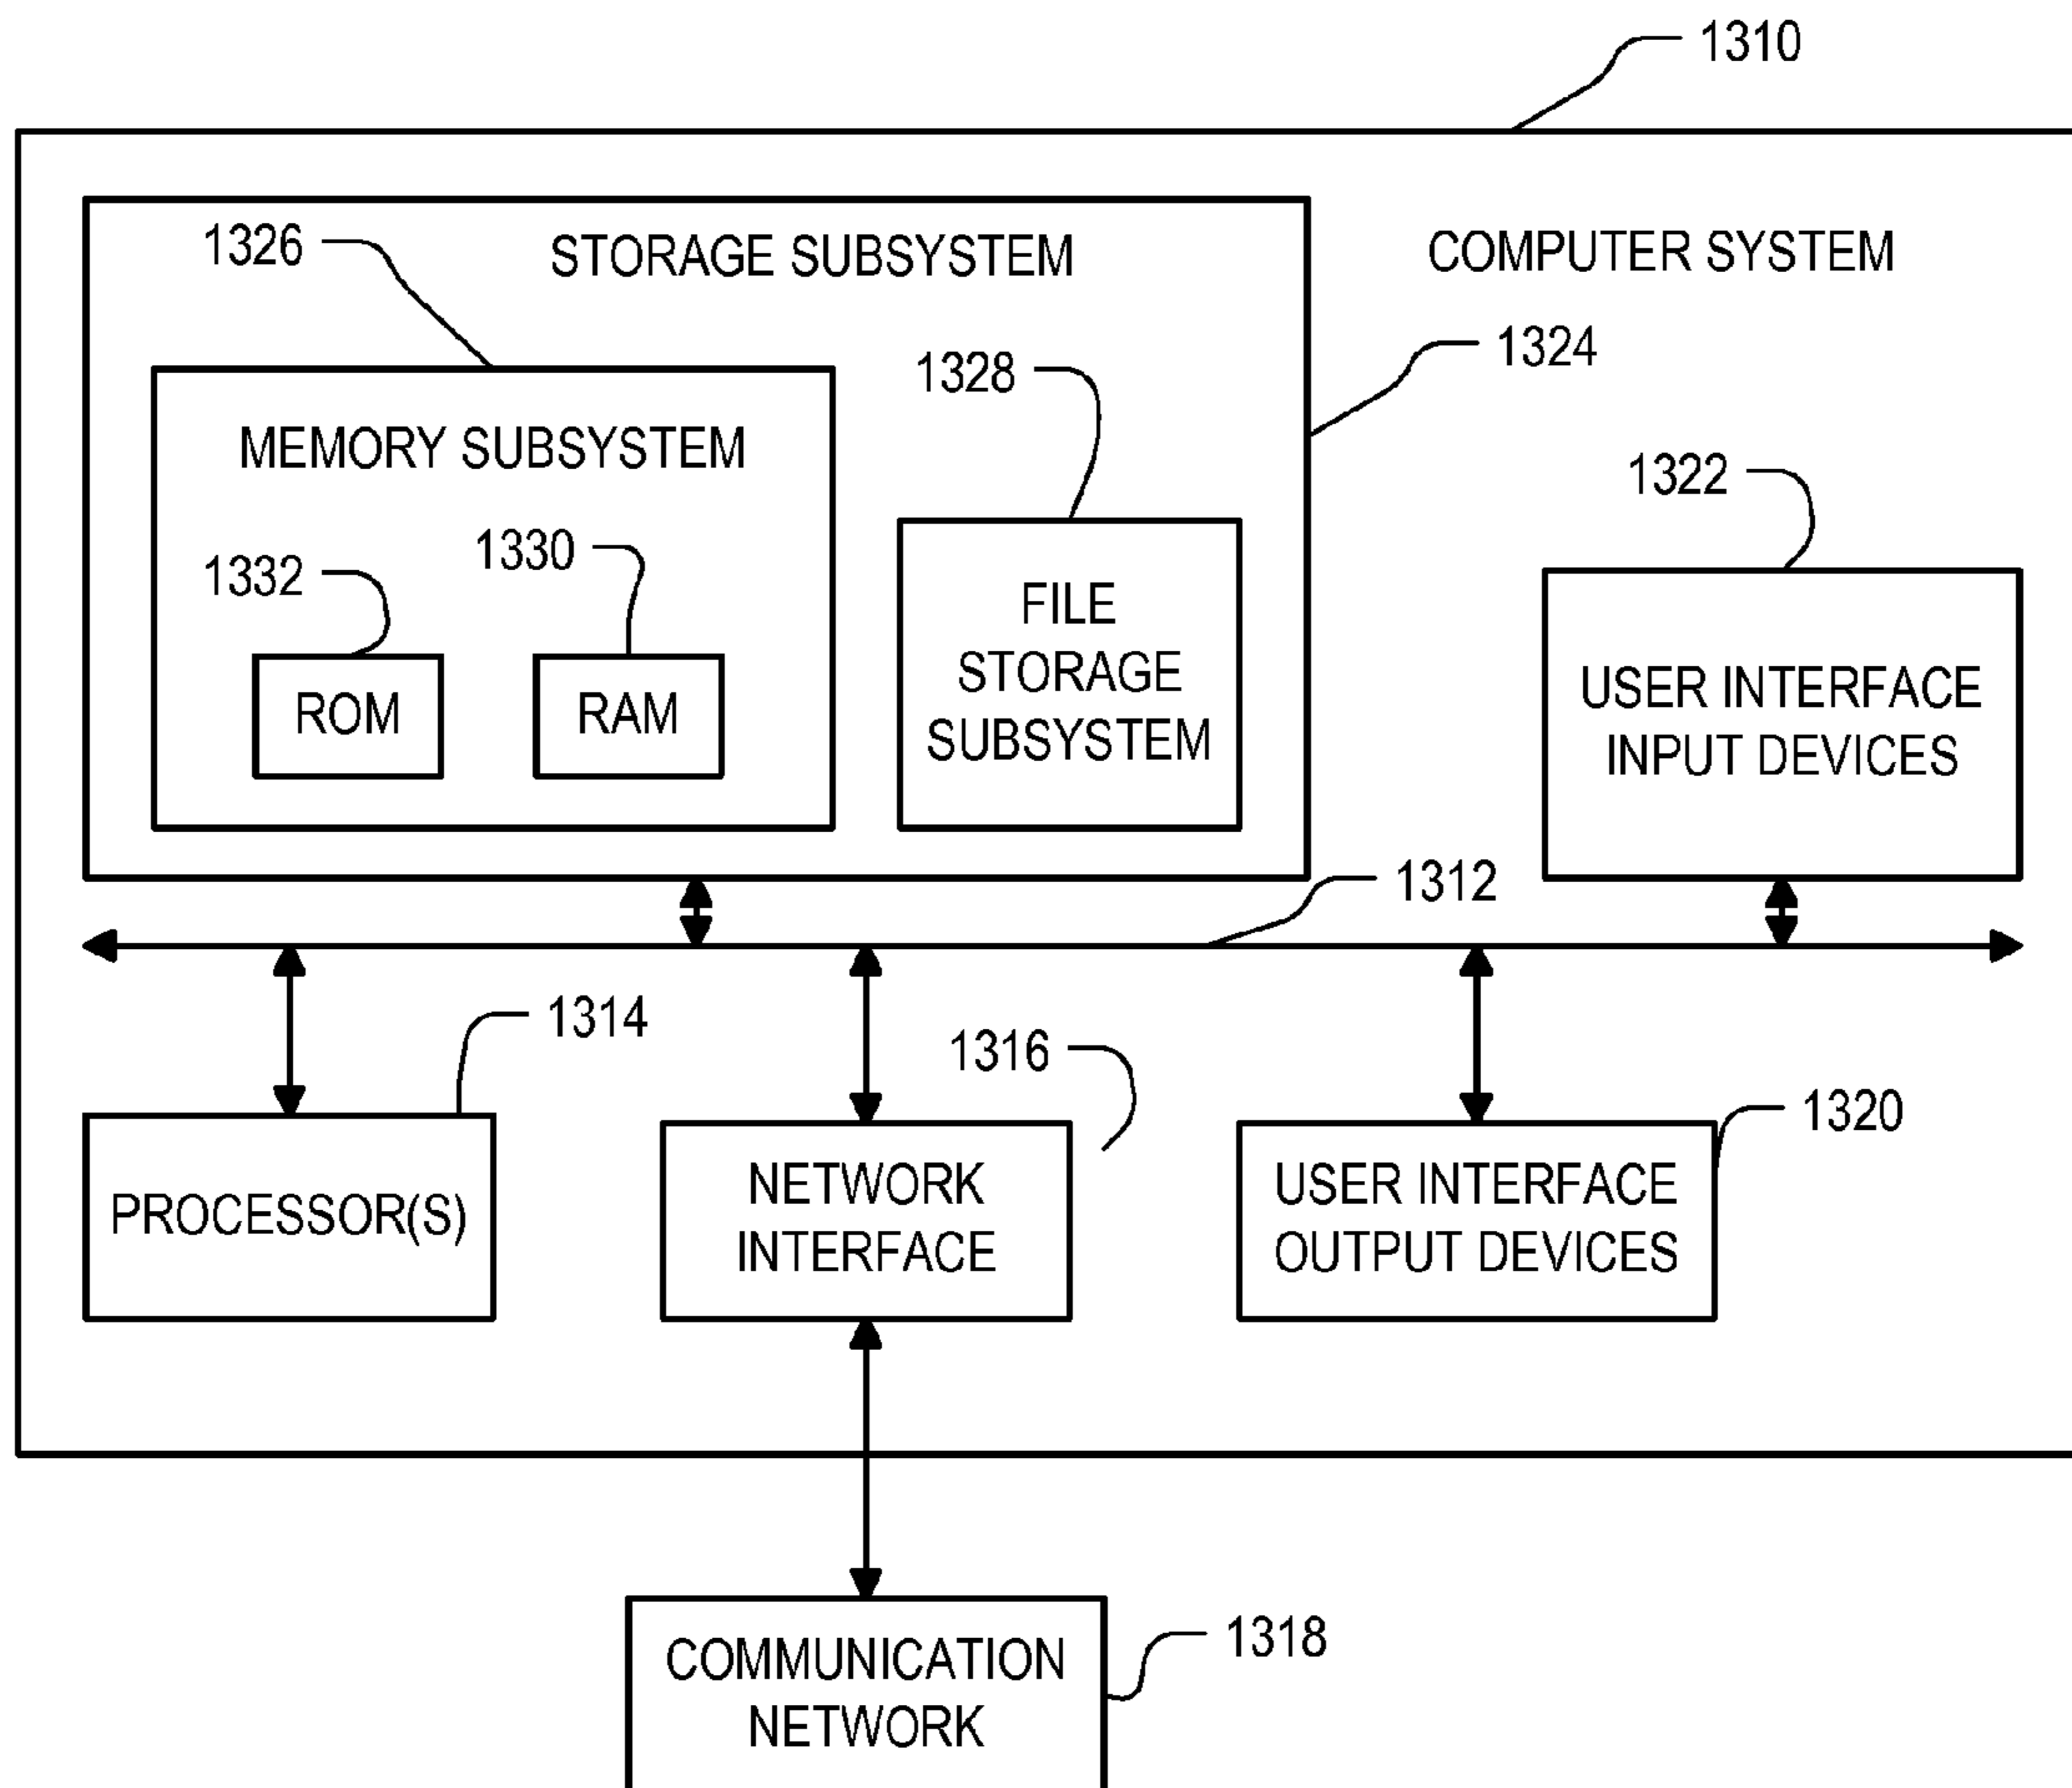 1310
1326
STORAGE SUBSYSTEM
COMPUTER SYSTEM
1324
1328
MEMORY SUBSYSTEM
1322
1332
1330
FILE
STORAGE
SUBSYSTEM
ROM
RAM
USER INTERFACE
INPUT DEVICES
1312
1314
1316
1320
PROCESSOR(S)
NETWORK
INTERFACE
USER INTERFACE
OUTPUT DEVICES
1318
COMMUNICATION
NETWORK